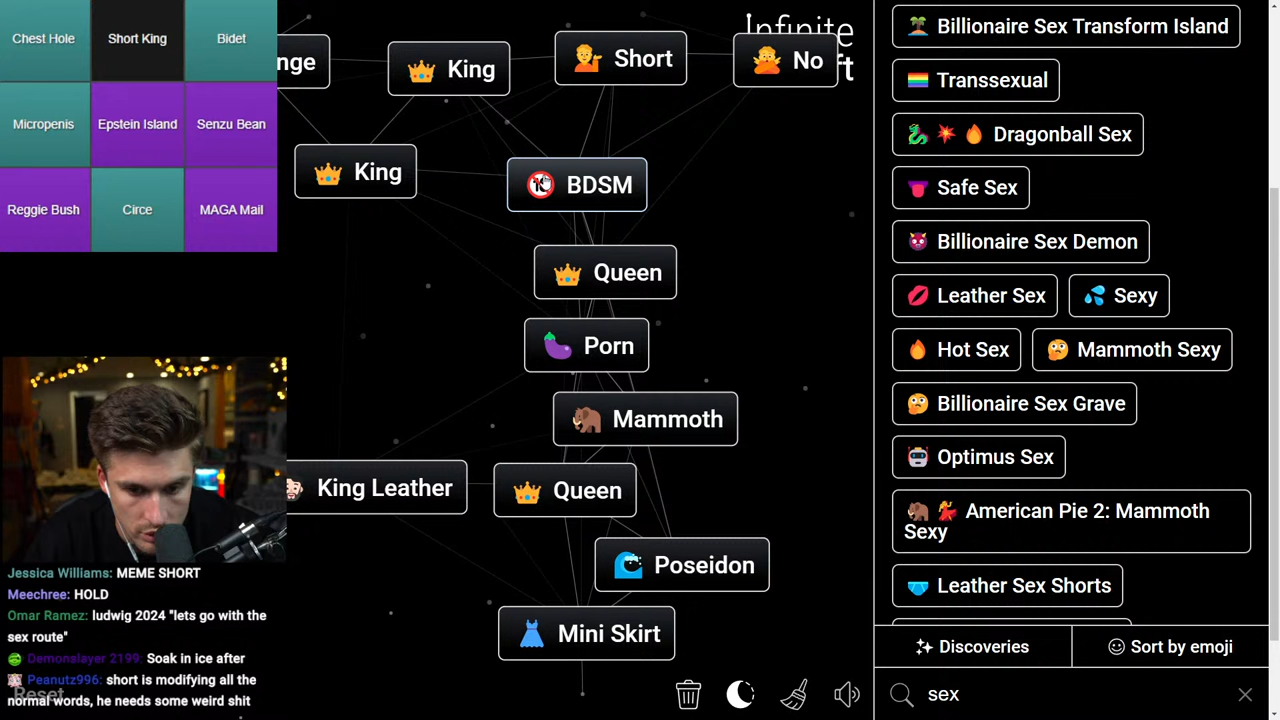 Chest Hole
Short King
Bidet
Micropenis
Epstein Island
Senzu Bean
Reggie Bush
Circe
MAGA Mail
nge
King
Short
No
Infinite
ft
King
BDSM
Queen
Porn
Mammoth
King Leather
Queen
Poseidon
Mini Skirt
Billionaire Sex Transform Island
Transsexual
Dragonball Sex
Safe Sex
Billionaire Sex Demon
Leather Sex
Sexy
Hot Sex
Mammoth Sexy
Billionaire Sex Grave
Optimus Sex
American Pie 2: Mammoth
Sexy
Leather Sex Shorts
Discoveries
Sort by emoji
sex
Jessica Williams: MEME SHORT
Meechree: HOLD
Omar Ramez: ludwig 2024 "lets go with the
sex route"
Demonslayer 2199: Soak in ice after
Peanutz996: short is modifying all the
normal words, he needs some weird shit
Reset